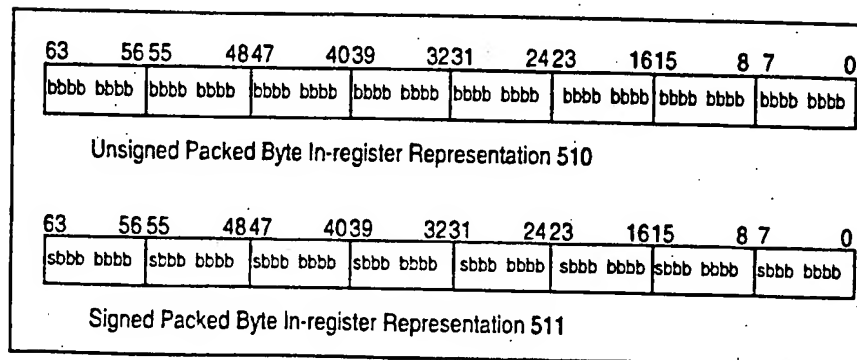 63 56 55 48 47 40 39 32 31 24 23 16 15 8 7 0
bbbb bbbb bbbb bbbb bbbb bbbb bbbb bbbb bbbb bbbb bbbb bbbb bbbb bbbb bbbb bbbb
Unsigned Packed Byte In-register Representation 510
63 56 55 48 47 40 39 32 31 24 23 16 15 8 7 0
sbbb bbbb sbbb bbbb sbbb bbbb sbbb bbbb sbbb bbbb sbbb bbbb sbbb bbbb sbbb bbbb
Signed Packed Byte In-register Representation 511